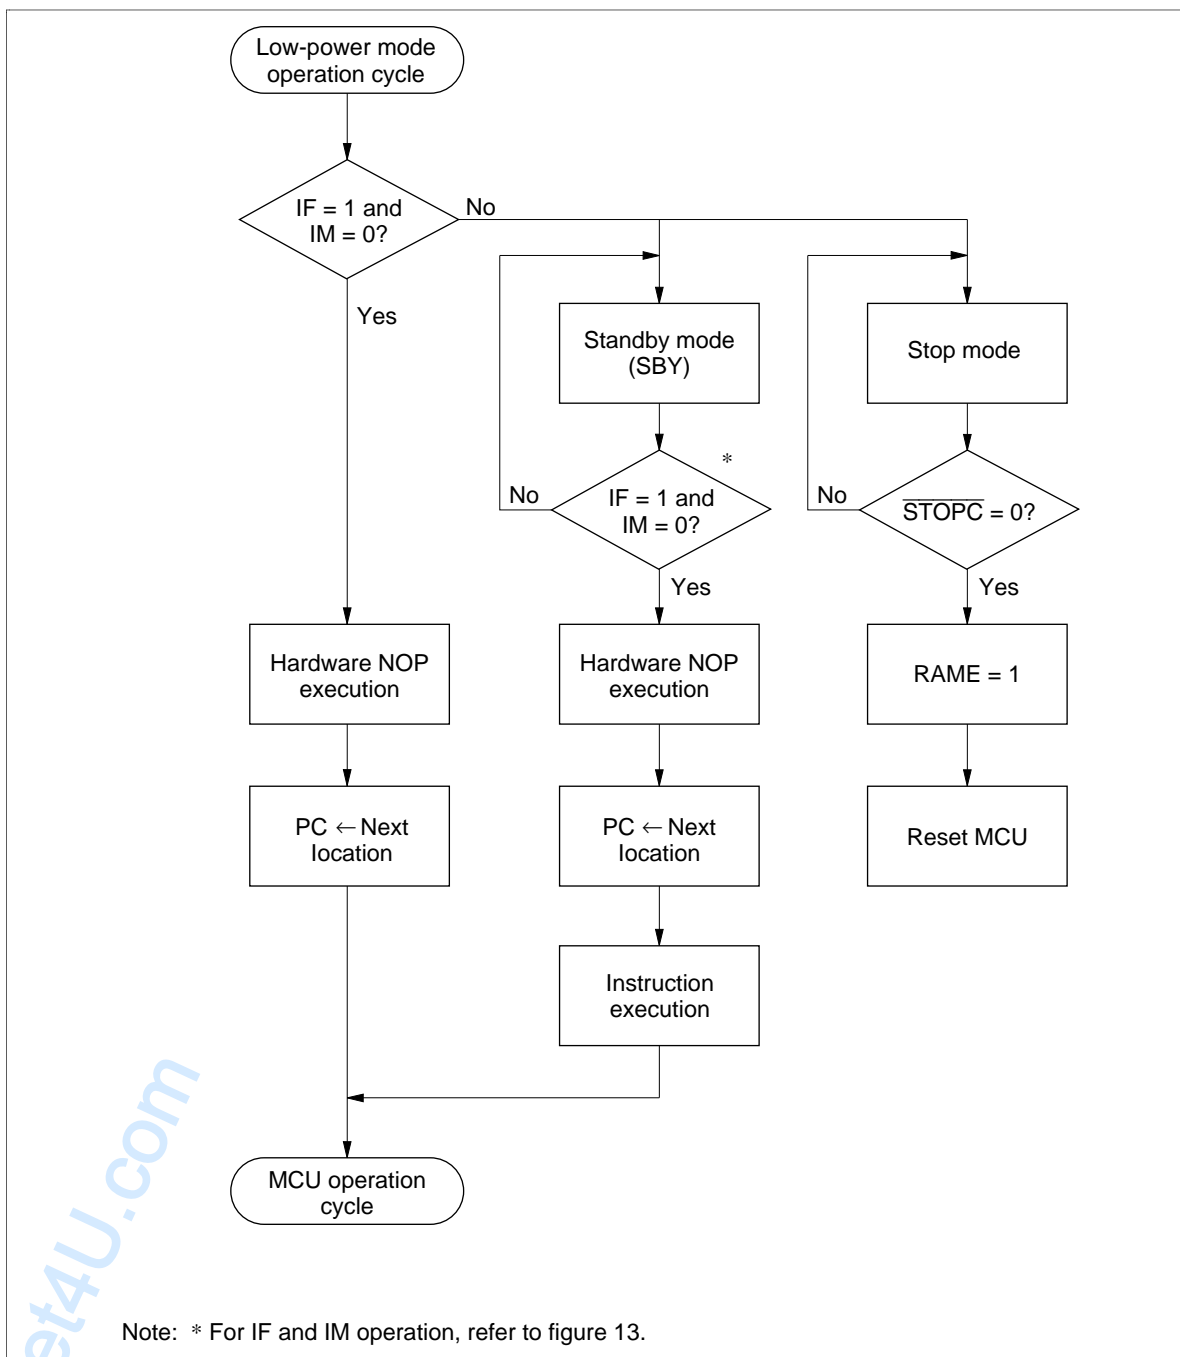 Low-power mode
operation cycle
IF = 1 and
IM = 0?
No
Yes
Standby mode
(SBY)
Stop mode
*
No
IF = 1 and
IM = 0?
No
S̅T̅O̅P̅C̅ = 0?
Yes
Yes
Hardware NOP
execution
Hardware NOP
execution
RAME = 1
PC ← Next
location
PC ← Next
location
Reset MCU
Instruction
execution
MCU operation
cycle
et4U.com
Note: * For IF and IM operation, refer to figure 13.